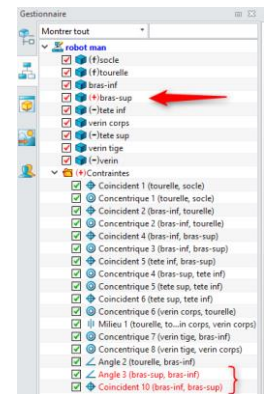 Gestionnaire
Montrer tout
robot man
(f)socle
(f)tourelle
bras-inf
(+)bras-sup
(-)tete inf
verin corps
(-)tete sup
verin tige
(-)verin
(+)Contraintes
Coincident 1 (tourelle, socle)
Concentrique 1 (tourelle, socle)
Coincident 2 (bras-inf, tourelle)
Concentrique 2 (bras-inf, tourelle)
Coincident 4 (bras-inf, bras-sup)
Concentrique 3 (bras-inf, bras-sup)
Coincident 5 (tete inf, bras-sup)
Concentrique 4 (bras-sup, tete inf)
Concentrique 5 (tete sup, tete inf)
Coincident 6 (tete sup, tete inf)
Concentrique 6 (verin corps, tourelle)
Milieu 1 (tourelle, to...in corps, verin corps)
Concentrique 7 (verin tige, bras-inf)
Concentrique 8 (verin tige, verin corps)
Angle 2 (tourelle, bras-inf)
Angle 3 (bras-sup, bras-inf)
Coincident 10 (bras-inf, bras-sup)